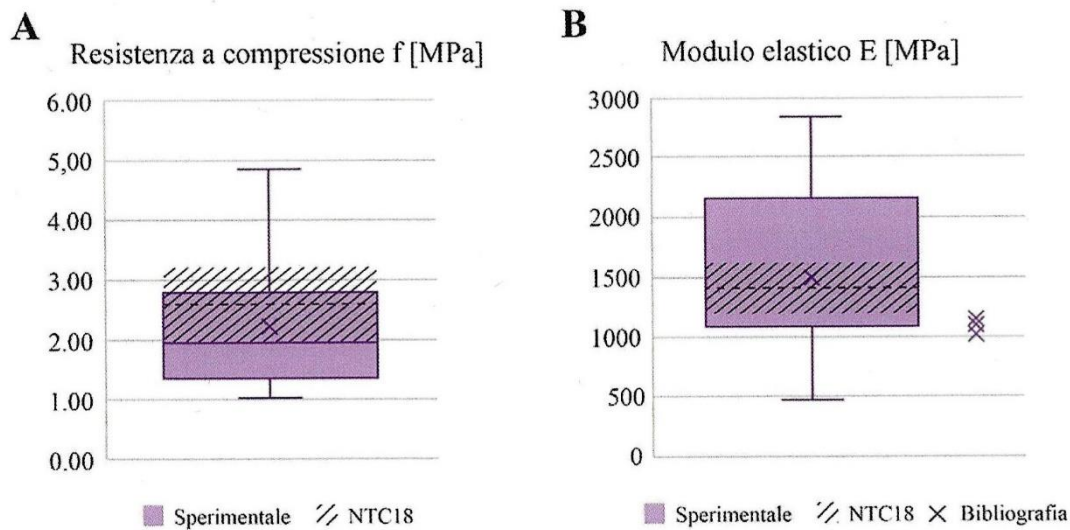 A
Resistenza a compressione f [MPa]
6.00
5,00
4.00
3.00
2.00
1.00
0.00
Sperimentale
NTC18
B
Modulo elastico E [MPa]
3000
2500
2000
1500
1000
500
0
Sperimentale
NTC18
Bibliografia